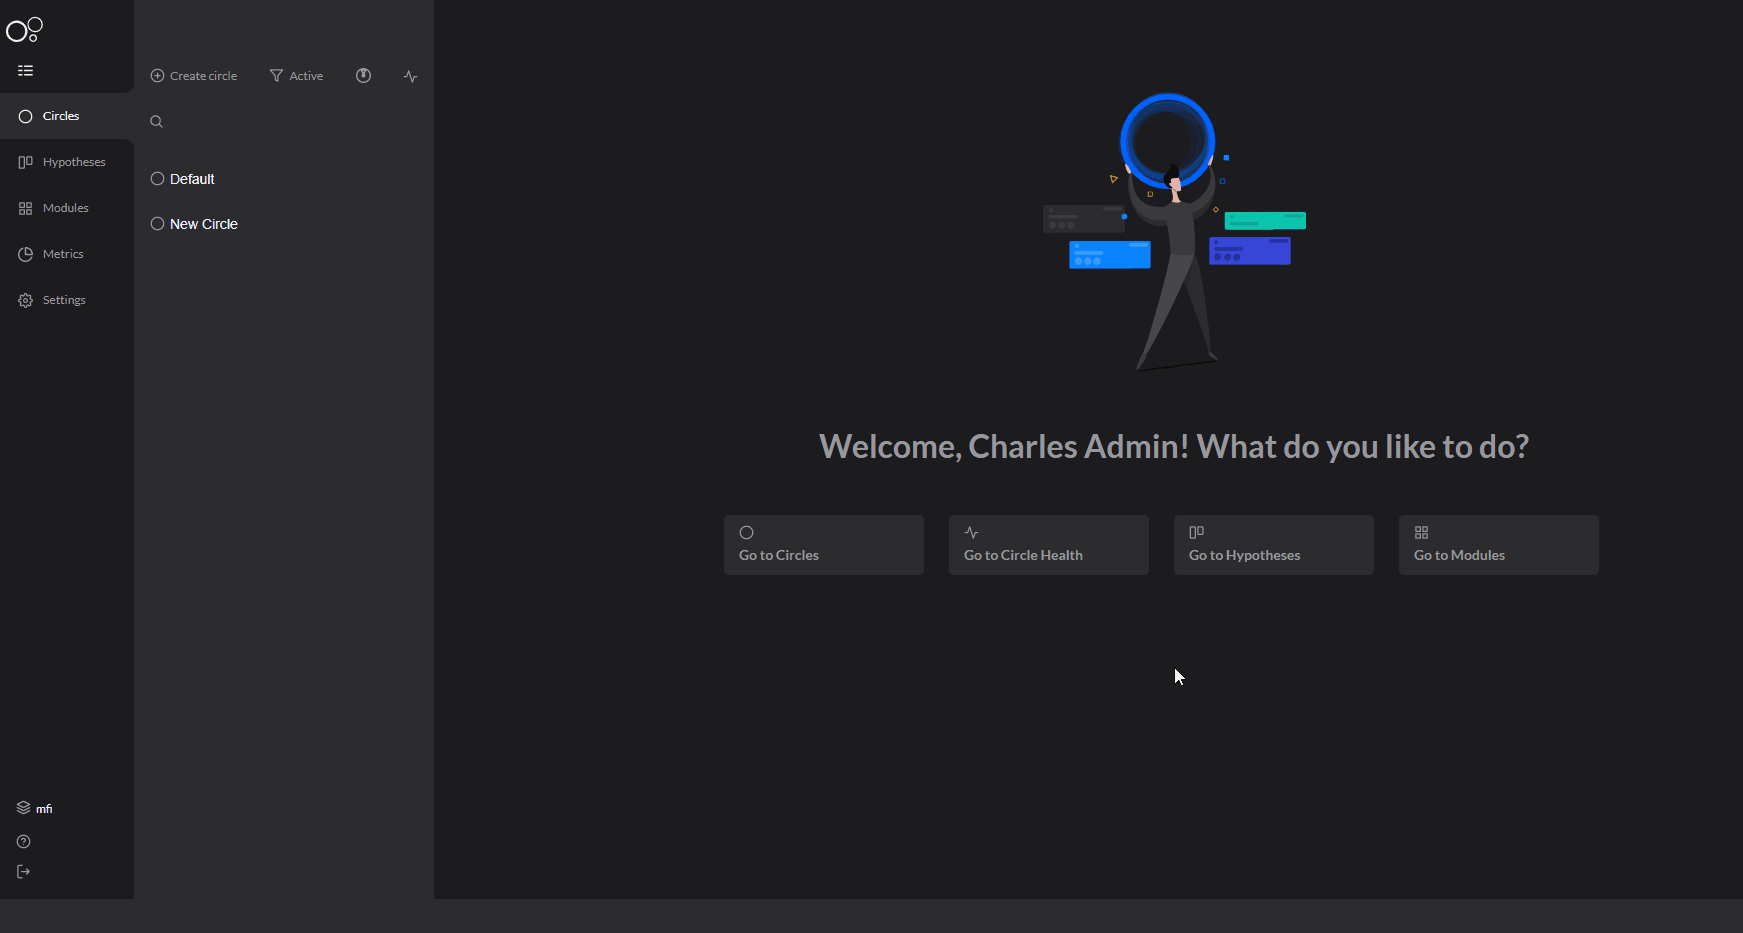 Circles
Hypotheses
Modules
Metrics
Settings
mfi
Create circle
Active
Default
New Circle
Welcome, Charles Admin! What do you like to do?
Go to Circles
Go to Circle Health
Go to Hypotheses
Go to Modules